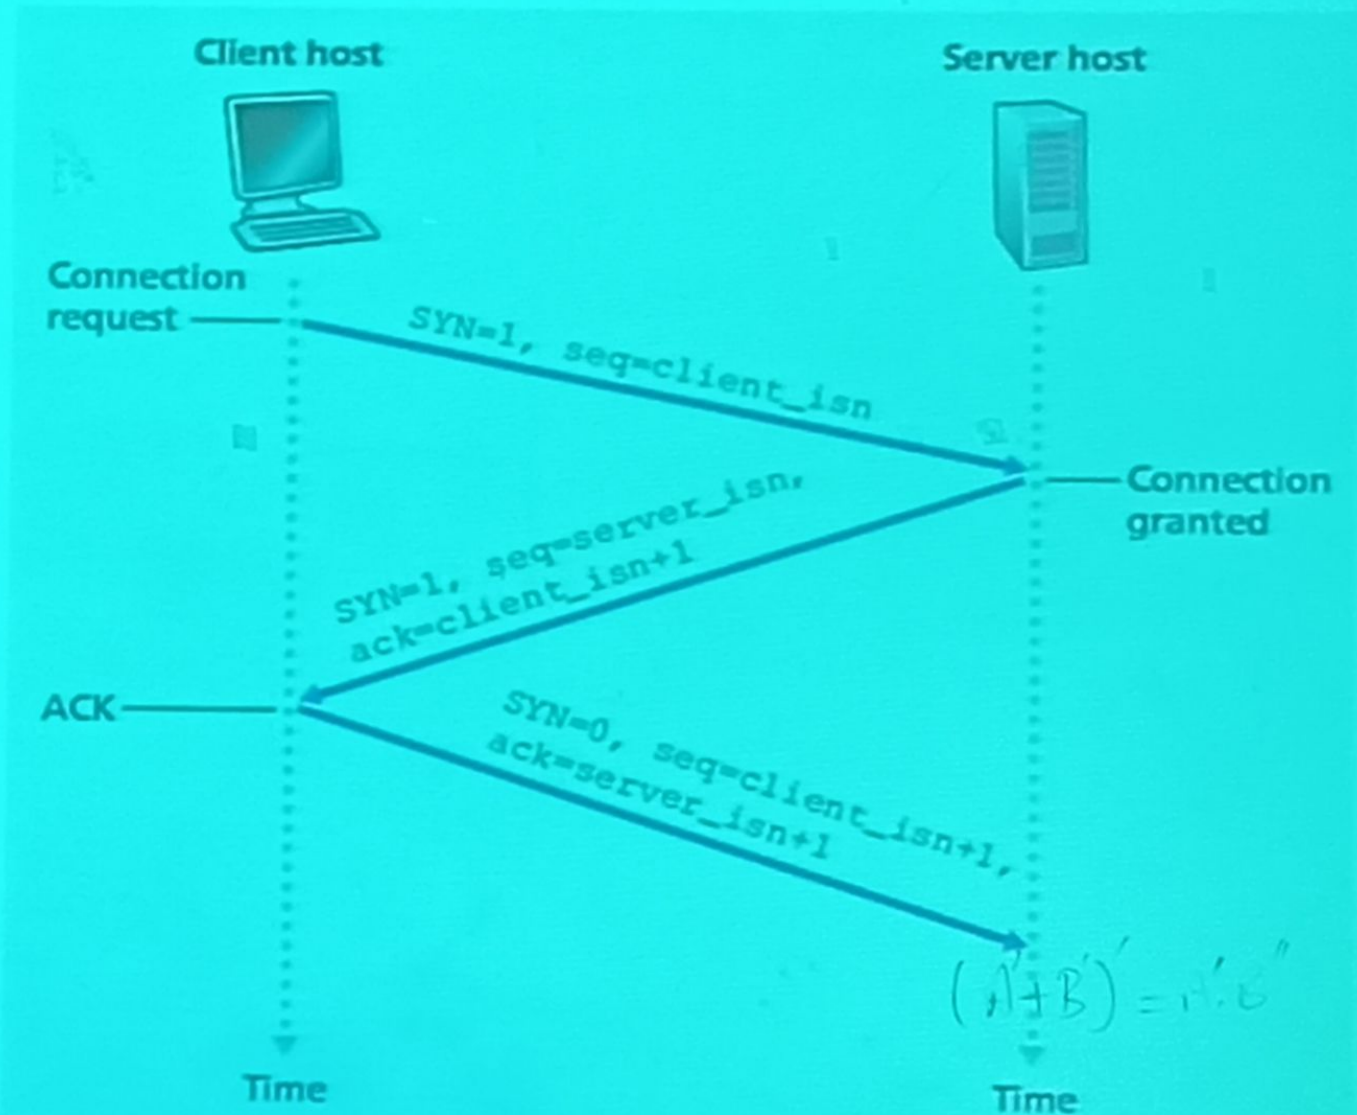 Client host
Server host
Connection
request
SYN=1, seq=client_isn
Connection
granted
SYN=1, seq=server_isn,
ack=client_isn+1
ACK
SYN=0, seq=client_isn+1,
ack=server_isn+1
(A'+B')' =
Time
Time